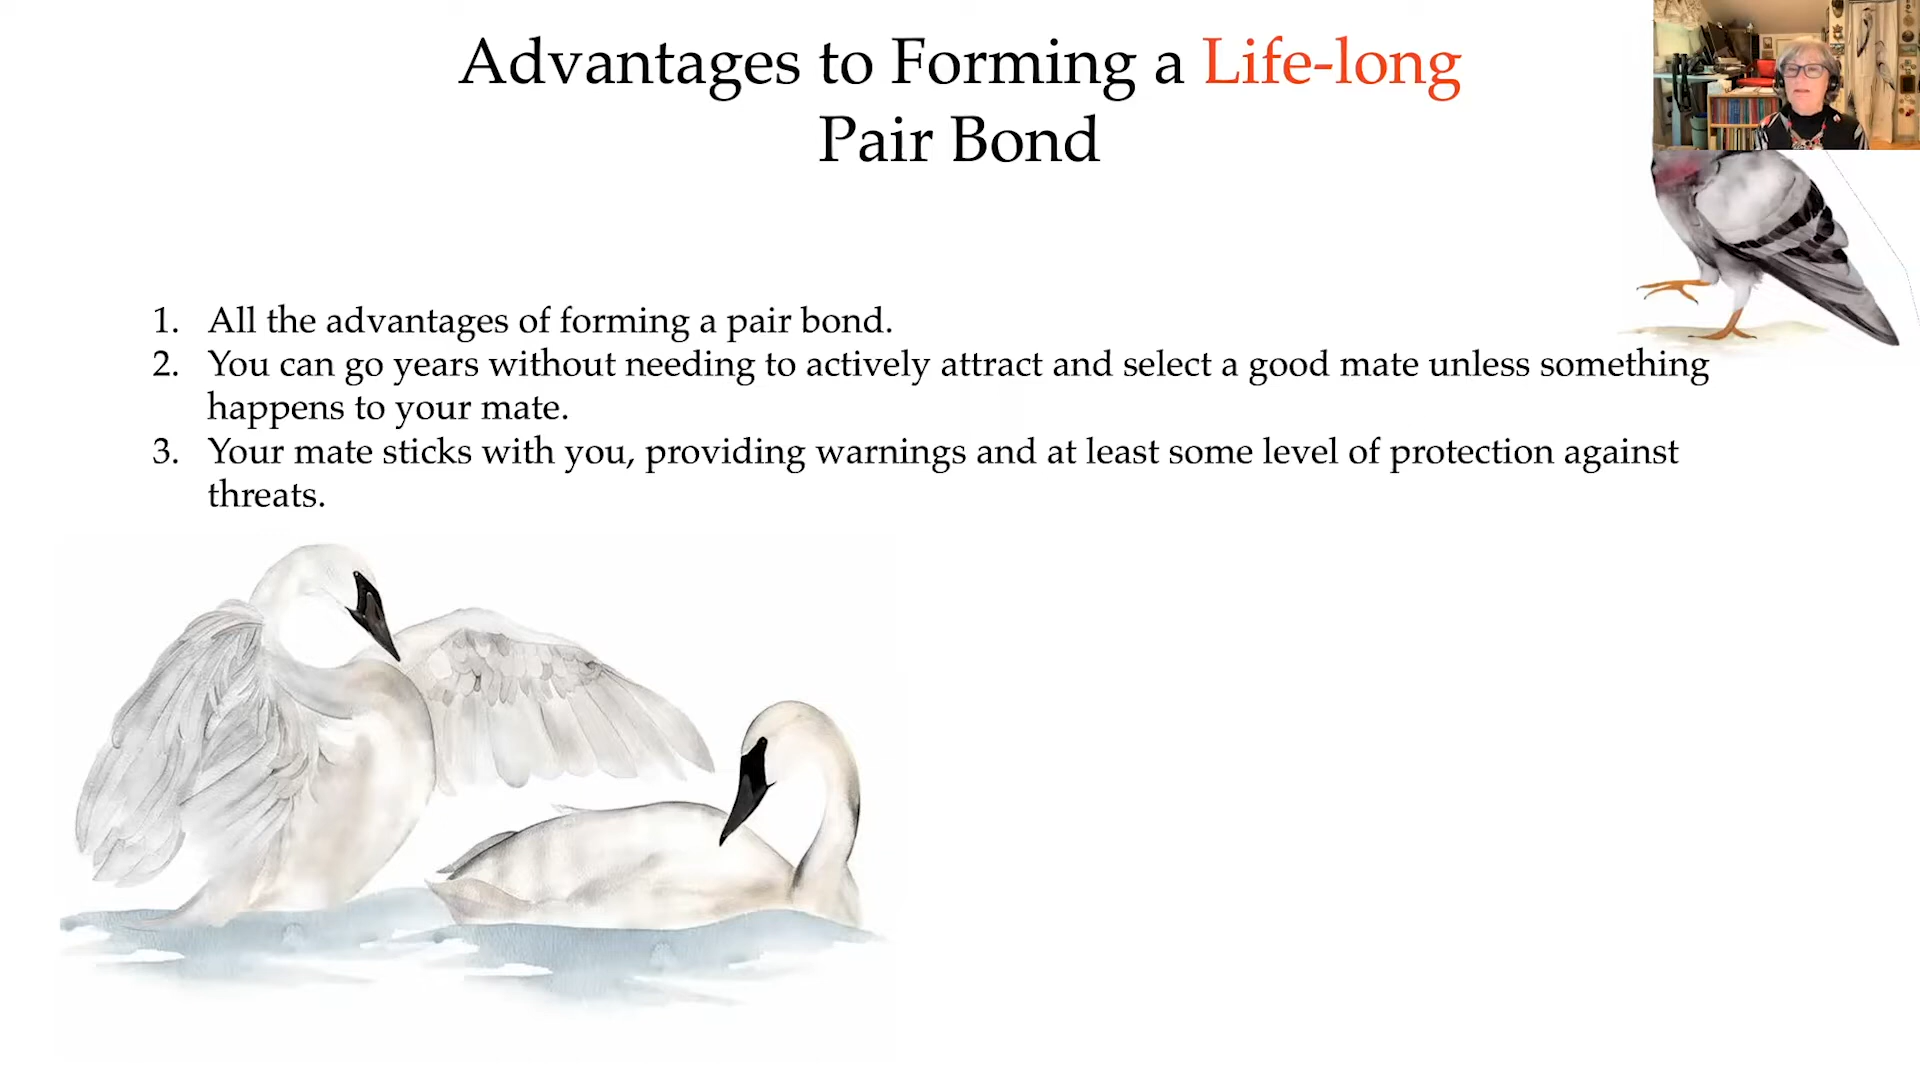 Advantages to Forming a Life-long
Pair Bond
1. All the advantages of forming a pair bond.
2. You can go years without needing to actively attract and select a good mate unless something
happens to your mate.
3. Your mate sticks with you, providing warnings and at least some level of protection against
threats.